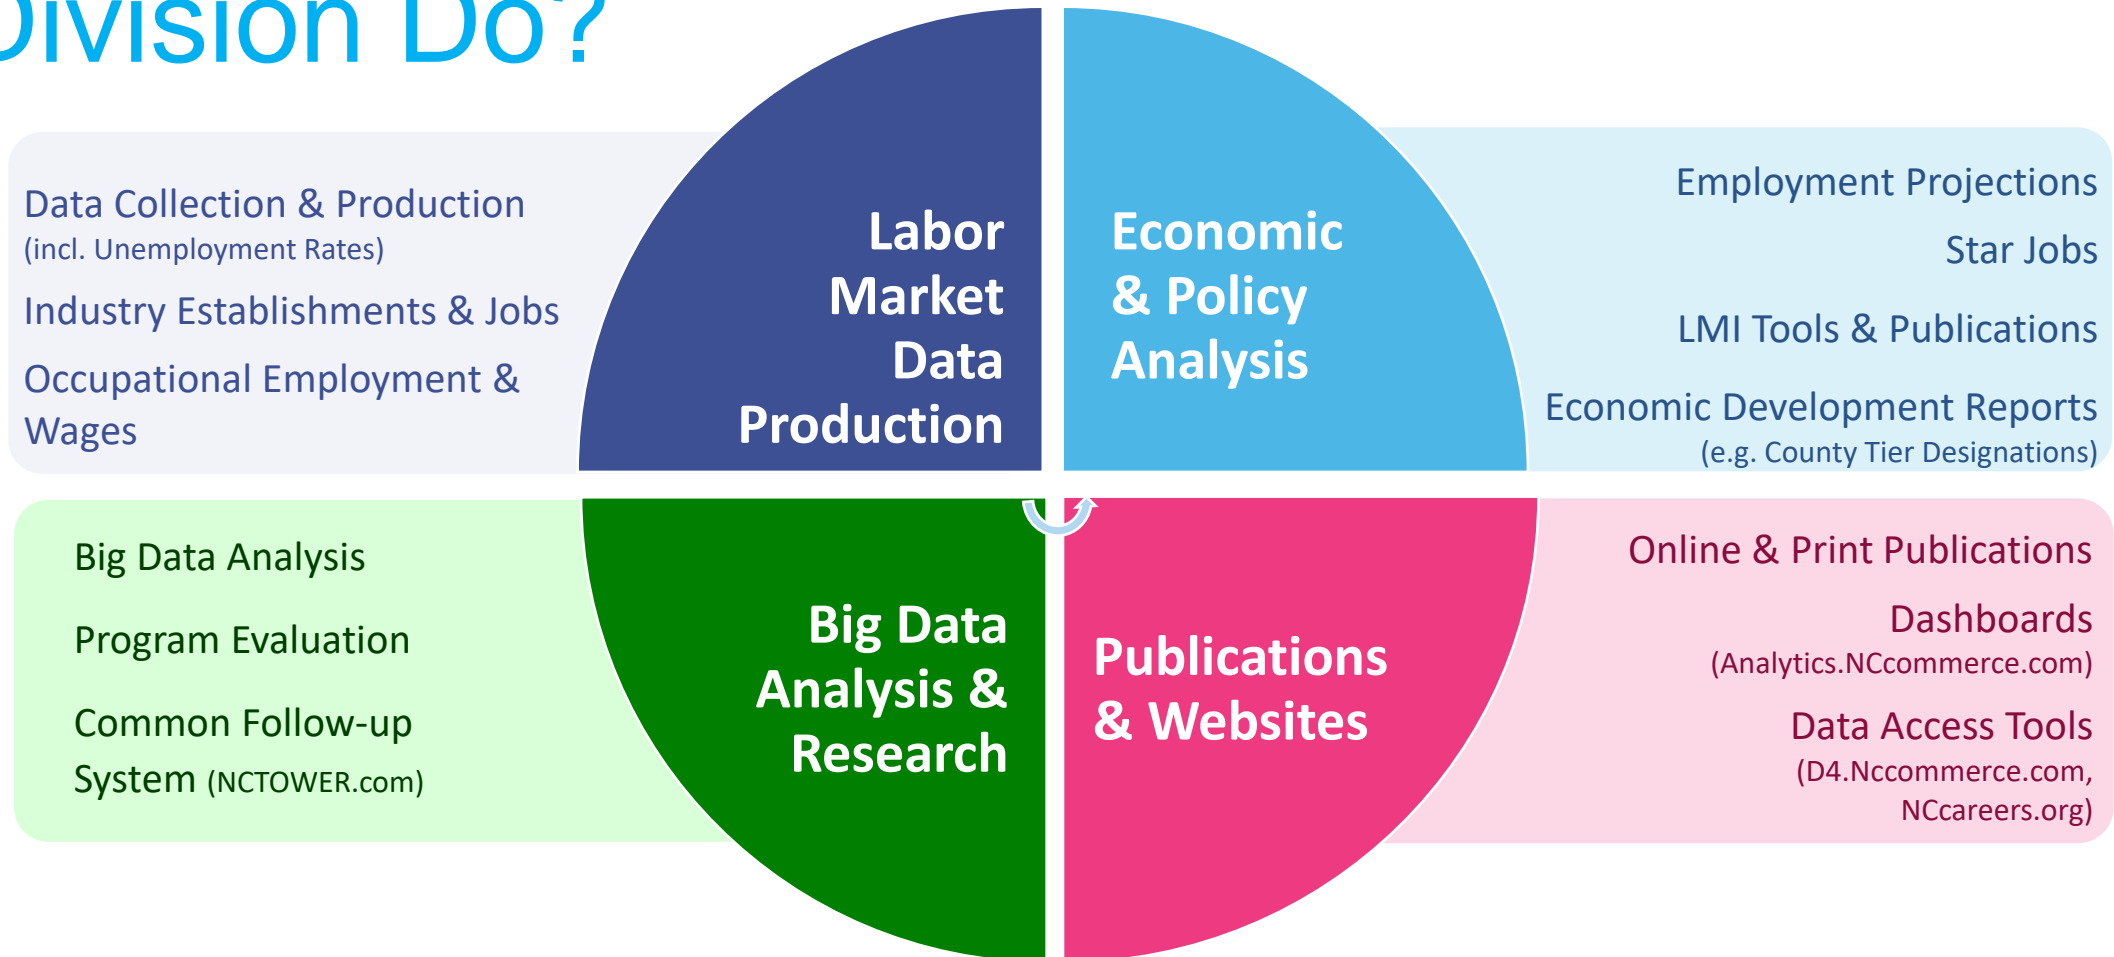 Division Do?
Data Collection & Production
(incl. Unemployment Rates)
Industry Establishments & Jobs
Occupational Employment &
Wages
Labor
Market
Data
Production
Economic
& Policy
Analysis
Employment Projections
Star Jobs
LMI Tools & Publications
Economic Development Reports
(e.g. County Tier Designations)
Big Data Analysis
Program Evaluation
Common Follow-up
System (NCTOWER.com)
Big Data
Analysis &
Research
Publications
& Websites
Online & Print Publications
Dashboards
(Analytics.NCcommerce.com)
Data Access Tools
(D4.Nccommerce.com,
NCcareers.org)